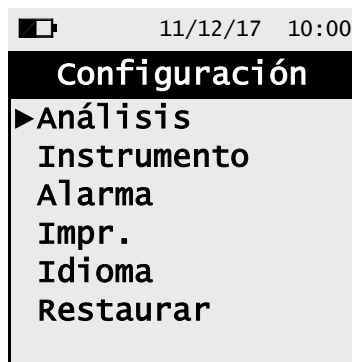 11/12/17 10:00
Configuración
Análisis
Instrumento
Alarma
Impr.
Idioma
Restaurar